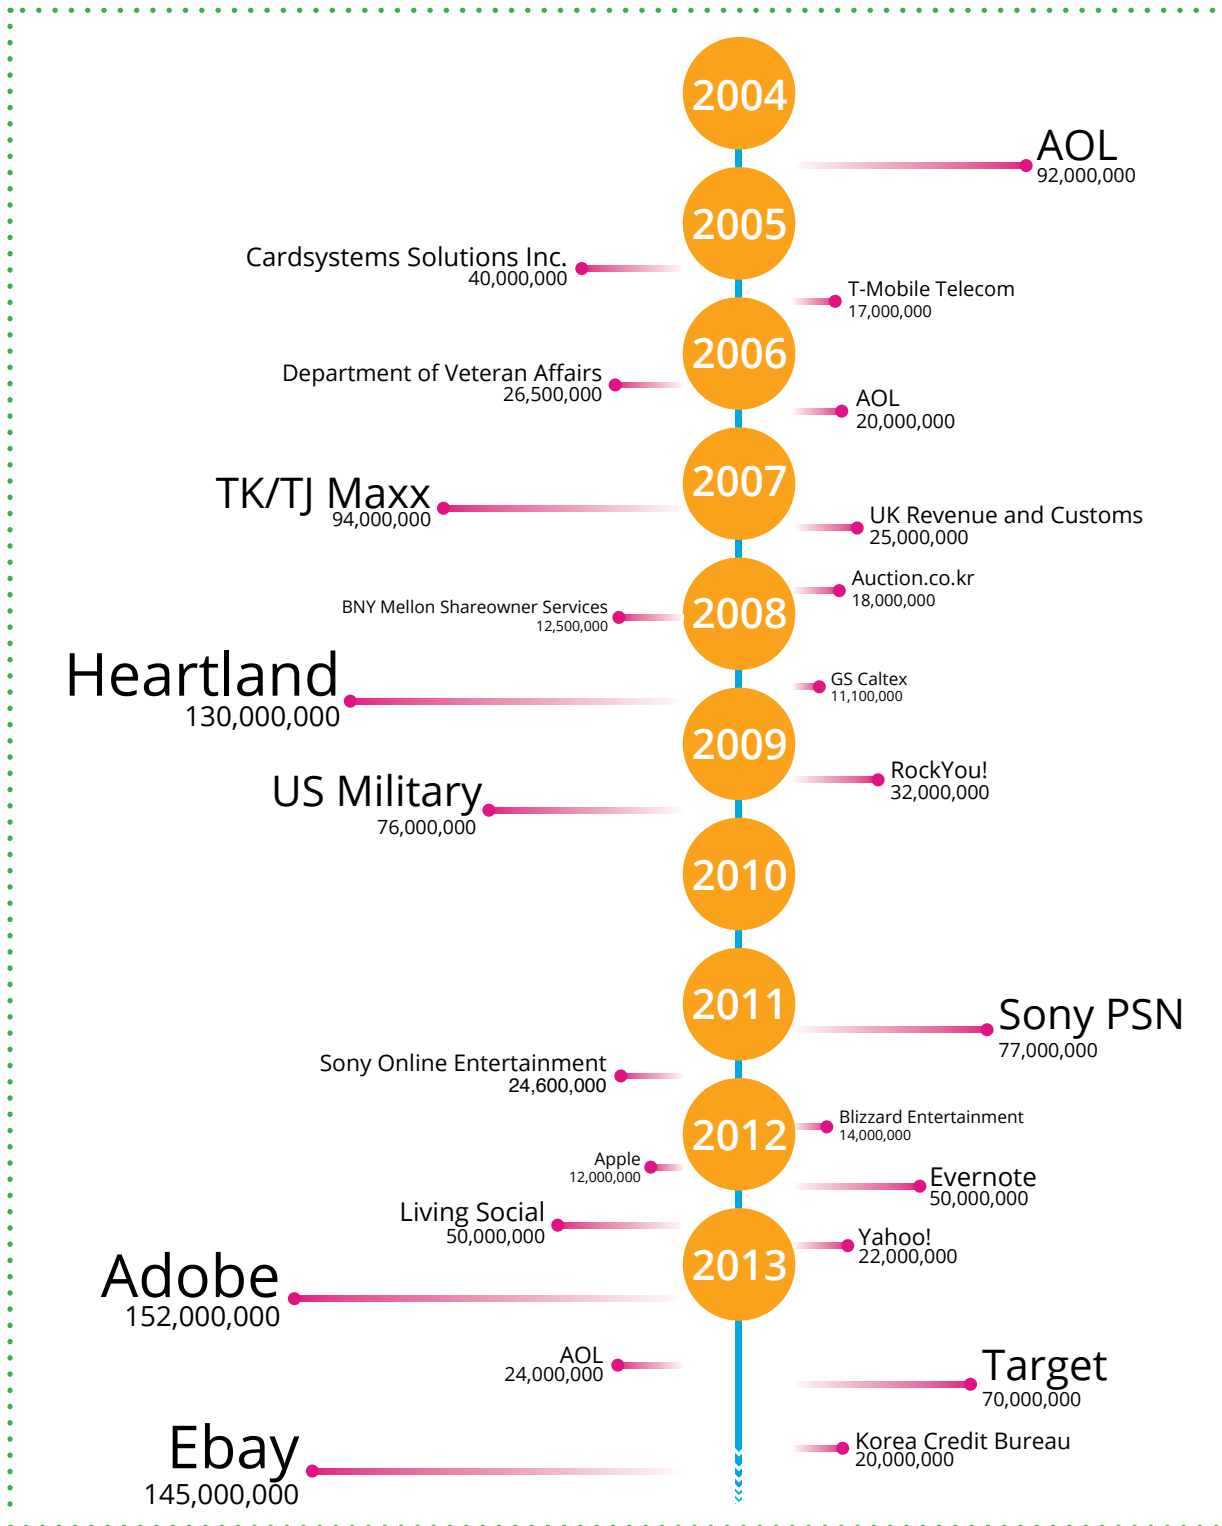 2004
AOL
92,000,000
2005
Cardsystems Solutions Inc.
40,000,000
T-Mobile Telecom
17,000,000
2006
Department of Veteran Affairs
26,500,000
AOL
20,000,000
2007
TK/TJ Maxx
94,000,000
UK Revenue and Customs
25,000,000
Auction.co.kr
18,000,000
2008
BNY Mellon Shareowner Services
12,500,000
Heartland
130,000,000
GS Caltex
11,100,000
2009
RockYou!
32,000,000
US Military
76,000,000
2010
2011
Sony PSN
77,000,000
Sony Online Entertainment
24,600,000
2012
Blizzard Entertainment
14,000,000
Apple
12,000,000
Evernote
50,000,000
Living Social
50,000,000
Yahoo!
22,000,000
2013
Adobe
152,000,000
AOL
24,000,000
Target
70,000,000
Korea Credit Bureau
20,000,000
Ebay
145,000,000